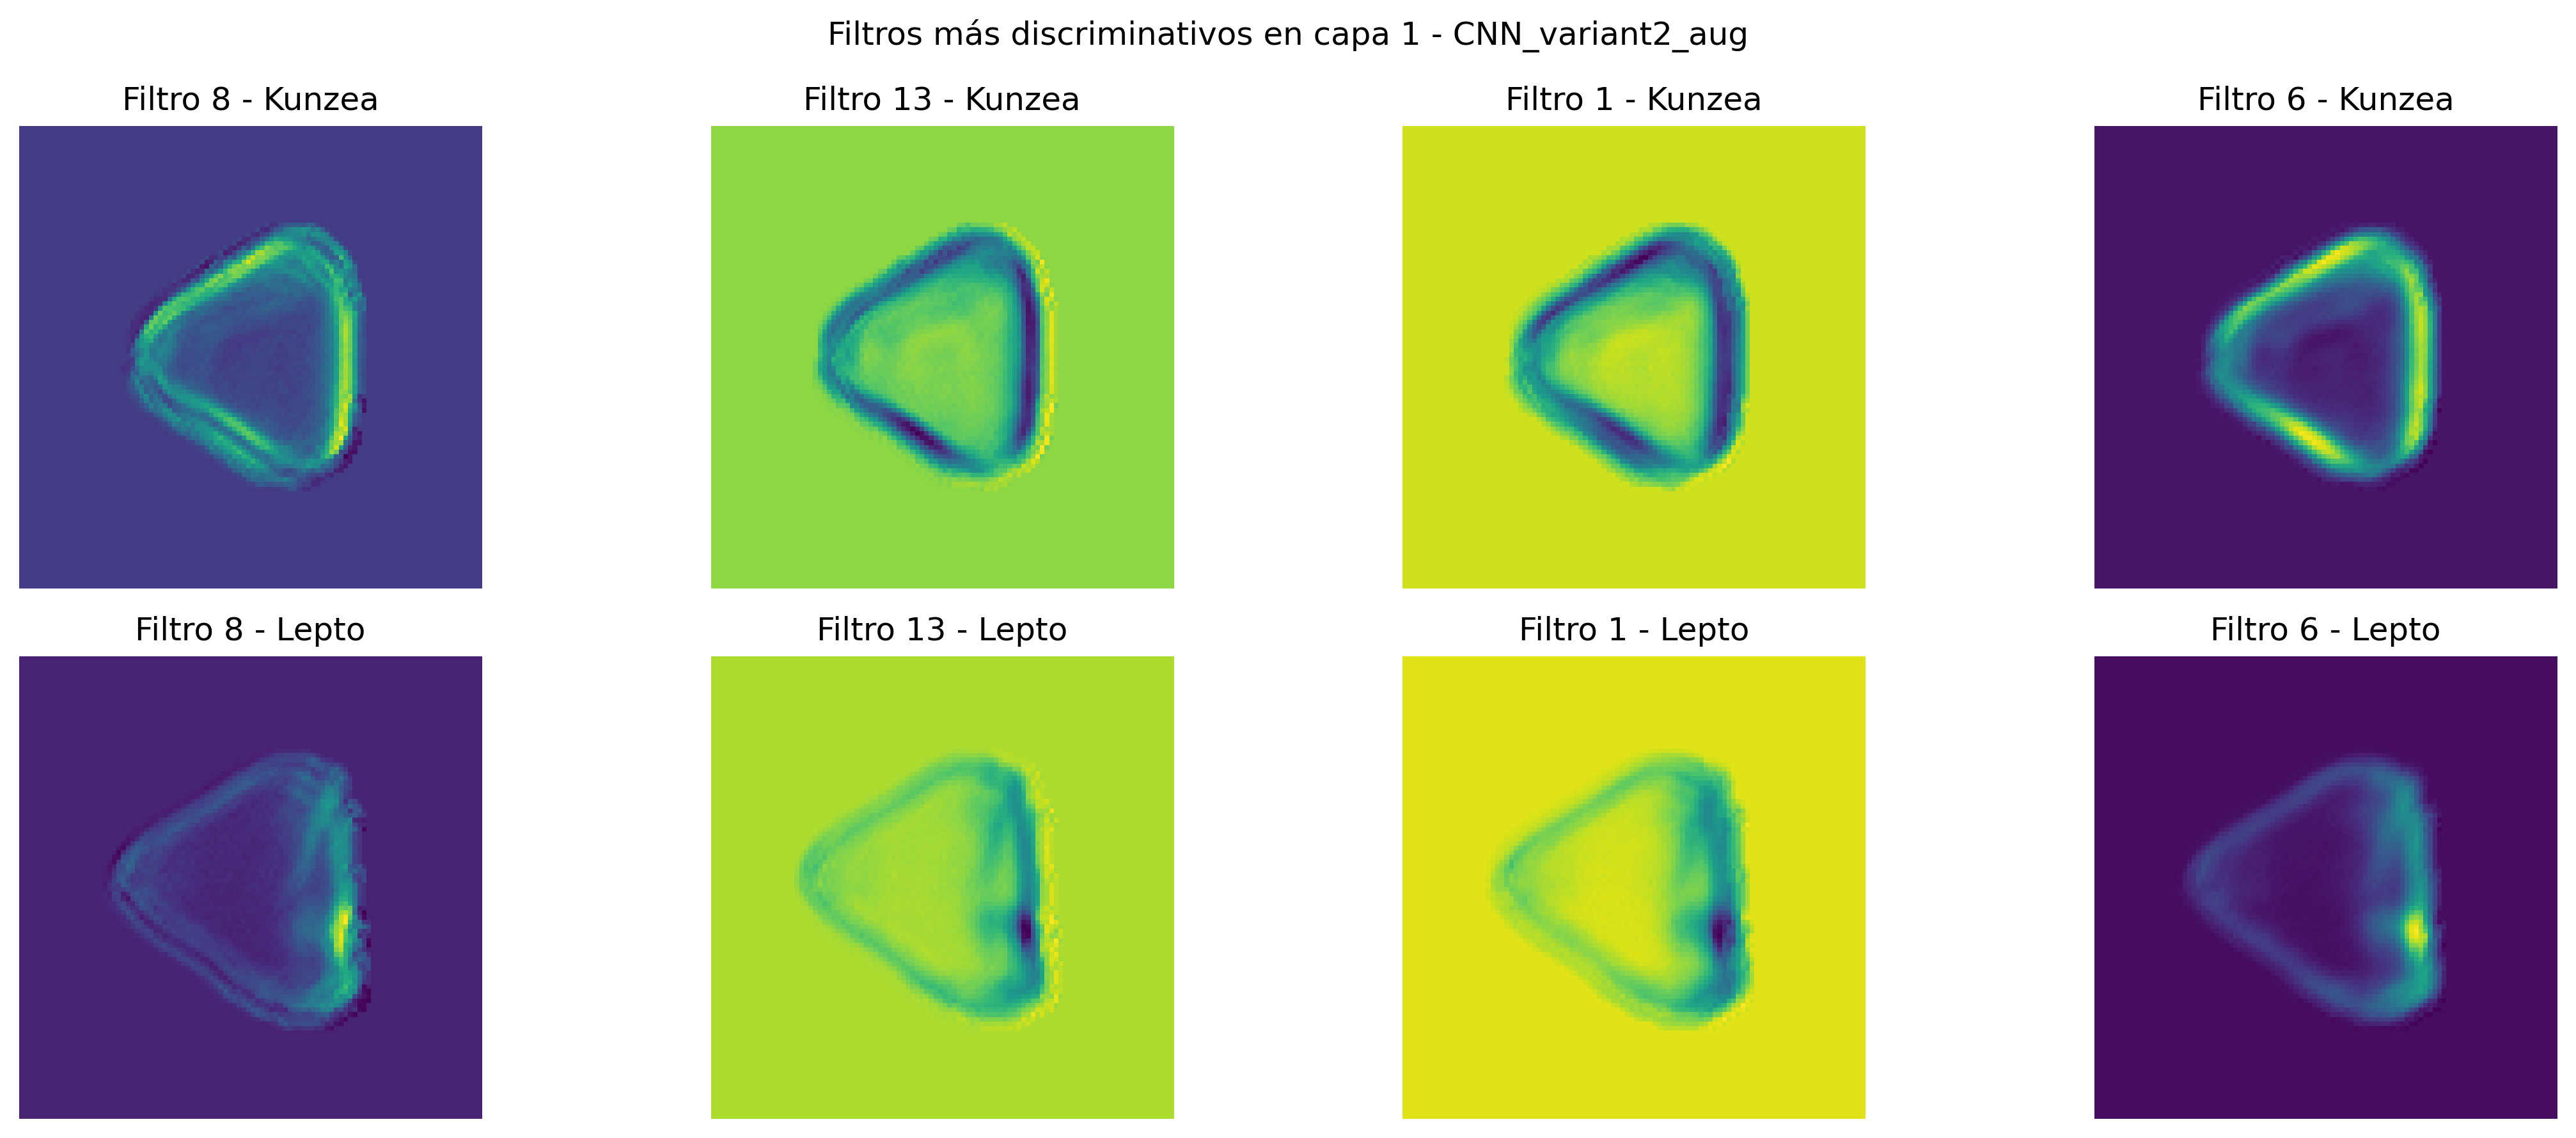 Filtros más discriminativos en capa 1 - CNN_variant2_aug
Filtro 8 - Kunzea
Filtro 13 - Kunzea
Filtro 1 - Kunzea
Filtro 6 - Kunzea
Filtro 8 - Lepto
Filtro 13 - Lepto
Filtro 1 - Lepto
Filtro 6 - Lepto